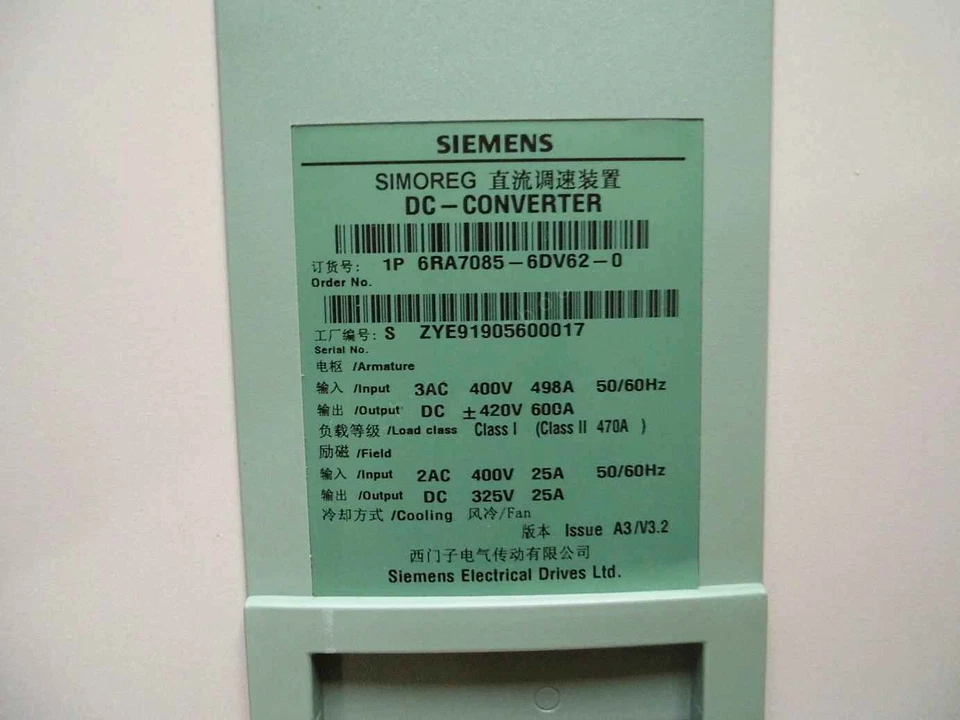 SIEMENS
SIMOREG 直流调速装置
DC-CONVERTER
订货号: 1P 6RA7085-6DV62-0
Order No.
工厂编号: S ZYE91905600017
Serial No.
电枢 /Armature
输入 /Input 3AC 400V 498A 50/60Hz
输出 /Output DC ±420V 600A
负载等级 /Load class Class I (Class II 470A )
励磁 /Field
输入 /Input 2AC 400V 25A 50/60Hz
输出 /Output DC 325V 25A
冷却方式 /Cooling 风冷/Fan
版本 Issue A3/V3.2
西门子电气传动有限公司
Siemens Electrical Drives Ltd.